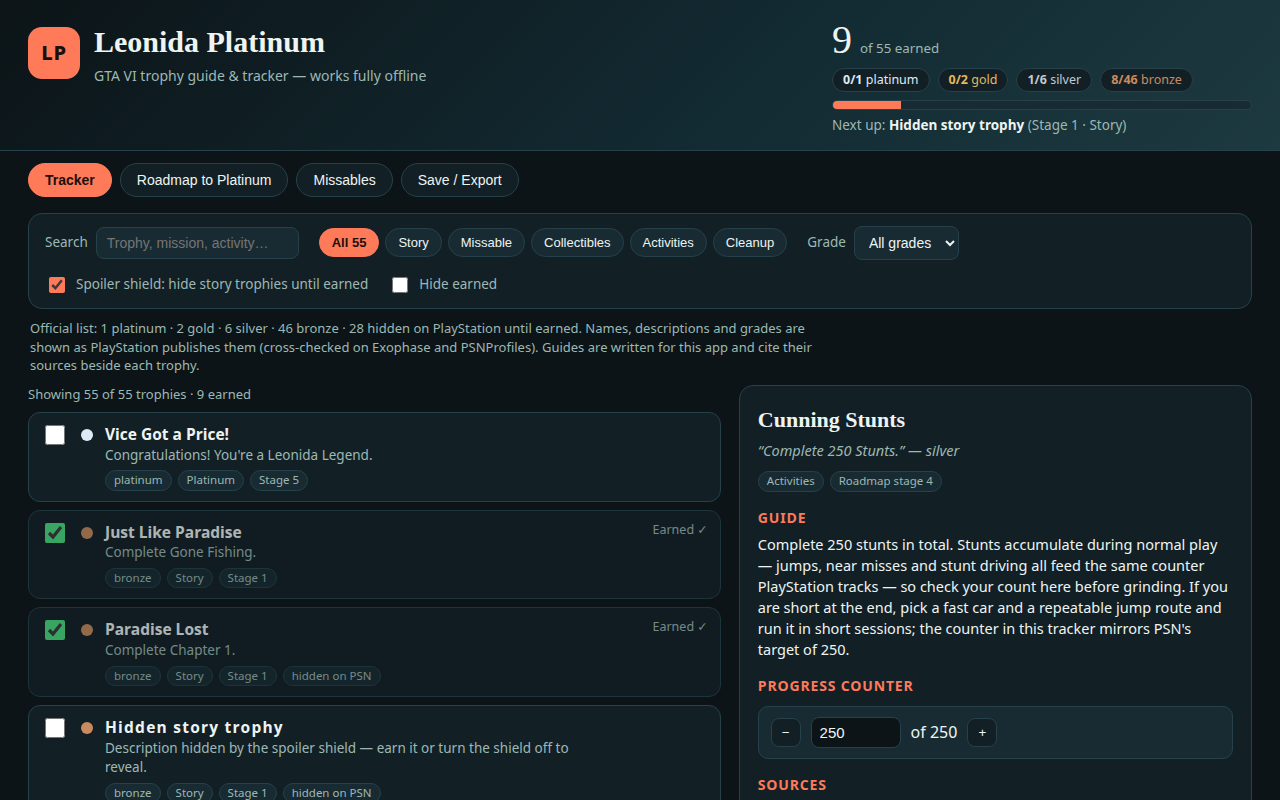 LP
Leonida Platinum
GTA VI trophy guide & tracker — works fully offline
9 of 55 earned
0/1 platinum
0/2 gold
1/6 silver
8/46 bronze
Next up: Hidden story trophy (Stage 1 · Story)
Tracker
Roadmap to Platinum
Missables
Save / Export
Search
Trophy, mission, activity…
All 55
Story
Missable
Collectibles
Activities
Cleanup
Grade
All grades
Spoiler shield: hide story trophies until earned
Hide earned
Official list: 1 platinum · 2 gold · 6 silver · 46 bronze · 28 hidden on PlayStation until earned. Names, descriptions and grades are
shown as PlayStation publishes them (cross-checked on Exophase and PSNProfiles). Guides are written for this app and cite their
sources beside each trophy.
Showing 55 of 55 trophies · 9 earned
Vice Got a Price!
Congratulations! You're a Leonida Legend.
platinum
Platinum
Stage 5
Just Like Paradise
Earned ✓
Complete Gone Fishing.
bronze
Story
Stage 1
Paradise Lost
Earned ✓
Complete Chapter 1.
bronze
Story
Stage 1
hidden on PSN
Hidden story trophy
Description hidden by the spoiler shield — earn it or turn the shield off to
reveal.
bronze
Story
Stage 1
hidden on PSN
Cunning Stunts
“Complete 250 Stunts.” — silver
Activities
Roadmap stage 4
GUIDE
Complete 250 stunts in total. Stunts accumulate during normal play
— jumps, near misses and stunt driving all feed the same counter
PlayStation tracks — so check your count here before grinding. If you
are short at the end, pick a fast car and a repeatable jump route and
run it in short sessions; the counter in this tracker mirrors PSN's
target of 250.
PROGRESS COUNTER
− 250 of 250 +
SOURCES